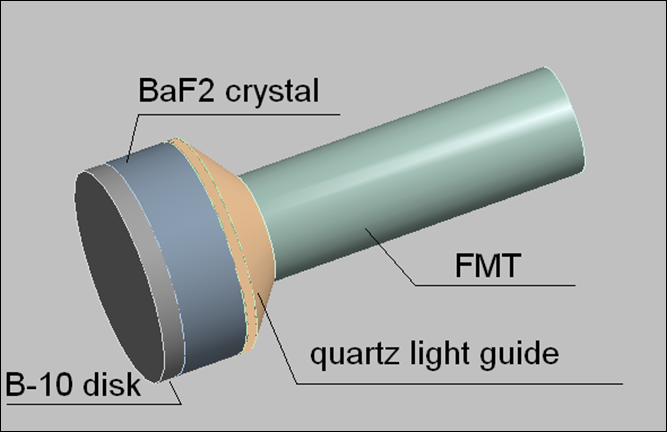 BaF2 crystal
FMT
quartz light guide
B-10 disk